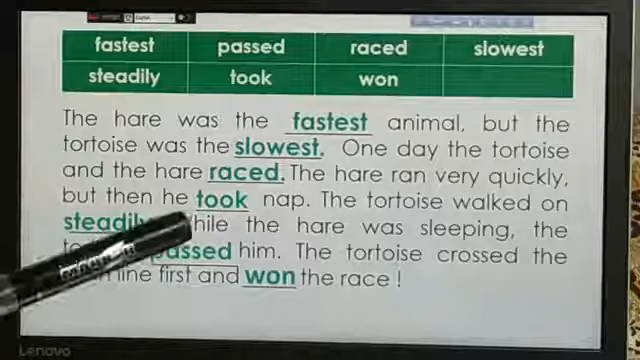 fastest passed raced slowest
steadily took won
The hare was the fastest animal, but the
tortoise was the slowest. One day the tortoise
and the hare raced. The hare ran very quickly,
but then he took nap. The tortoise walked on
steadily. While the hare was sleeping, the
passed him. The tortoise crossed the
line first and won the race !
Lenovo